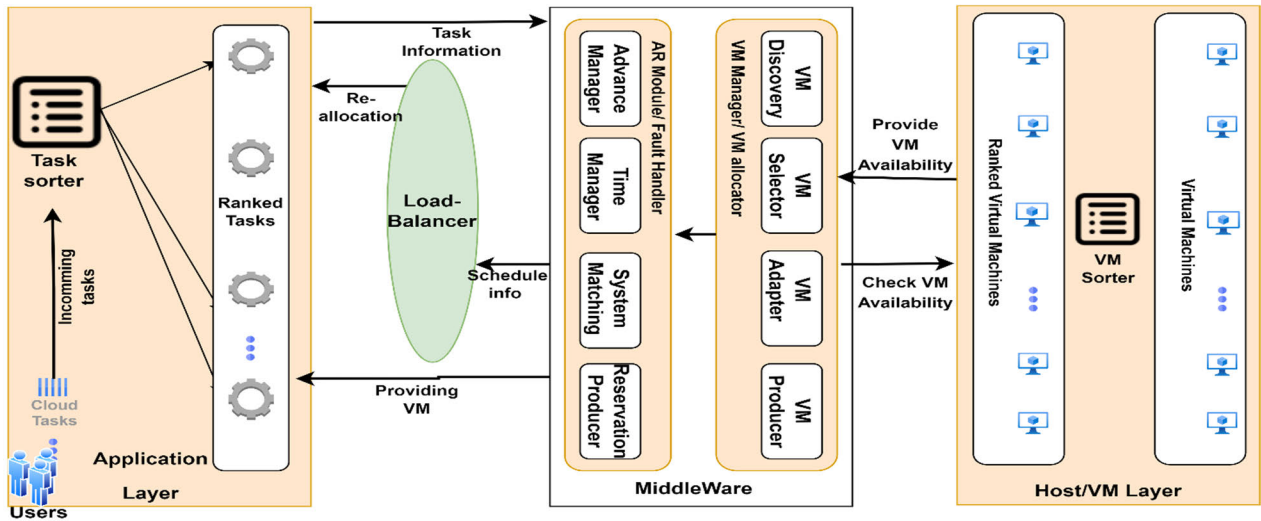 Task
sorter
Incomming
tasks
Cloud
Tasks
Users
Ranked
Tasks
Application
Layer
Task
Information
Re-
allocation
Load-
Balancer
Schedule
info
Providing
VM
Advance
Manager
Time
Manager
System
Matching
Reservation
Producer
AR Module/ Fault Handler
VM Manager/ VM allocator
VM
Discovery
VM
Selector
VM
Adapter
VM
Producer
MiddleWare
Provide
VM
Availability
Check VM
Availability
Ranked Virtual Machines
VM
Sorter
Virtual Machines
Host/VM Layer